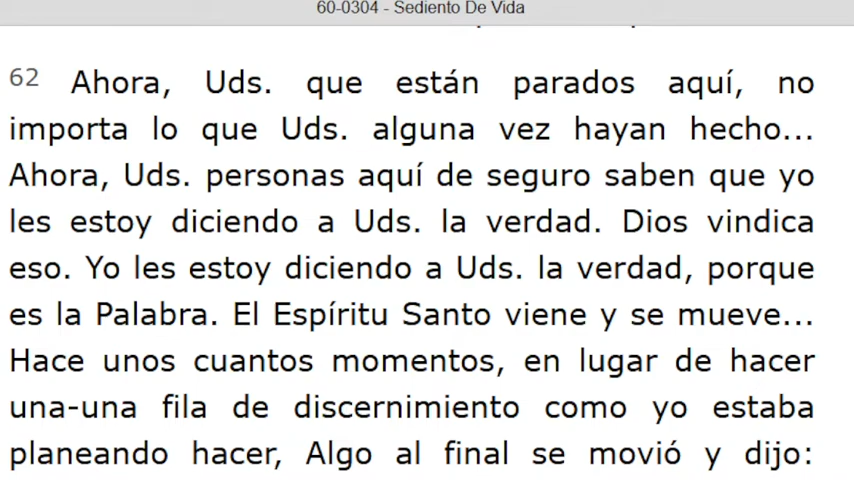 60-0304 - Sediento De Vida
62 Ahora, Uds. que están parados aquí, no
importa lo que Uds. alguna vez hayan hecho...
Ahora, Uds. personas aquí de seguro saben que yo
les estoy diciendo a Uds. la verdad. Dios vindica
eso. Yo les estoy diciendo a Uds. la verdad, porque
es la Palabra. El Espíritu Santo viene y se mueve...
Hace unos cuantos momentos, en lugar de hacer
una-una fila de discernimiento como yo estaba
planeando hacer, Algo al final se movió y dijo: